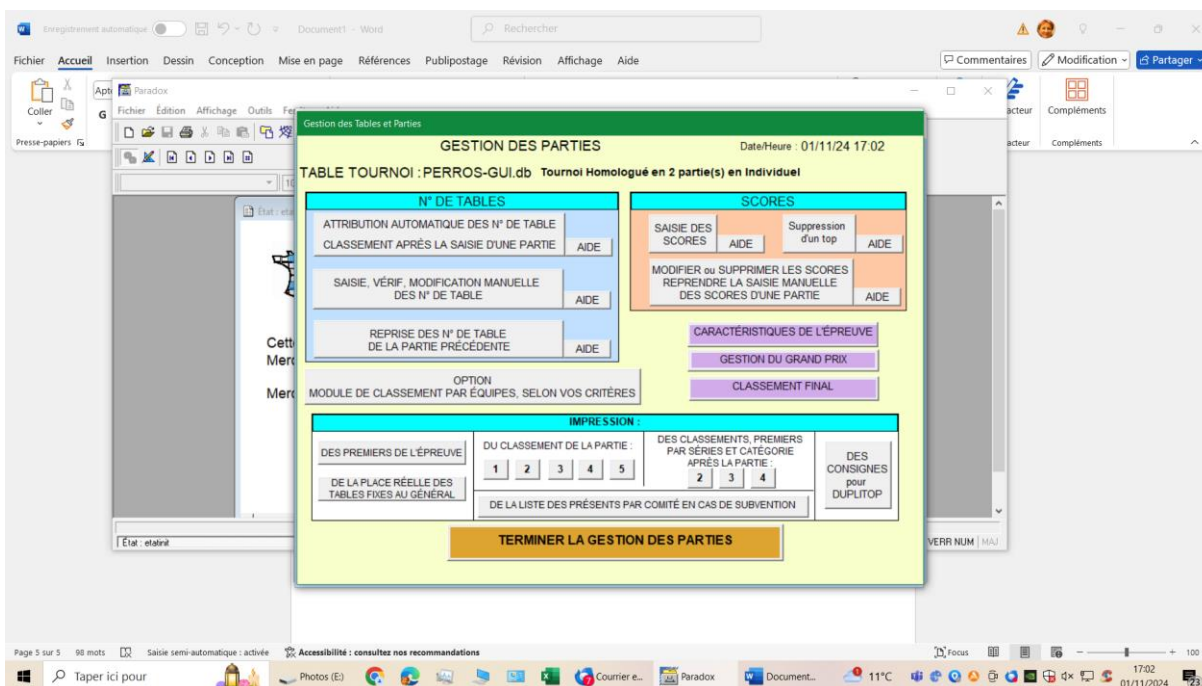 Enregistrement automatique
Document1 - Word
Rechercher
Fichier Accueil Insertion Dessin Conception Mise en page Références Publipostage Révision Affichage Aide
Commentaires
Modification
Partager
Coller
Presse-papiers
G
Compléments
Compléments
Paradox
Fichier Édition Affichage Outils
État : etatinit
VERR NUM MAJ
Gestion des Tables et Parties
GESTION DES PARTIES
Date/Heure : 01/11/24 17:02
TABLE TOURNOI : PERROS-GUI.db Tournoi Homologué en 2 partie(s) en Individuel
N° DE TABLES
ATTRIBUTION AUTOMATIQUE DES N° DE TABLE
CLASSEMENT APRÈS LA SAISIE D'UNE PARTIE
AIDE
SAISIE, VÉRIF, MODIFICATION MANUELLE
DES N° DE TABLE
AIDE
REPRISE DES N° DE TABLE
DE LA PARTIE PRÉCÉDENTE
AIDE
SCORES
SAISIE DES
SCORES
AIDE
Suppression
d'un top
AIDE
MODIFIER ou SUPPRIMER LES SCORES
REPRENDRE LA SAISIE MANUELLE
DES SCORES D'UNE PARTIE
AIDE
CARACTÉRISTIQUES DE L'ÉPREUVE
GESTION DU GRAND PRIX
CLASSEMENT FINAL
OPTION
MODULE DE CLASSEMENT PAR ÉQUIPES, SELON VOS CRITÈRES
IMPRESSION :
DES PREMIERS DE L'ÉPREUVE
DE LA PLACE RÉELLE DES
TABLES FIXES AU GÉNÉRAL
DU CLASSEMENT DE LA PARTIE :
1 2 3 4 5
DES CLASSEMENTS, PREMIERS
PAR SÉRIES ET CATÉGORIE
APRÈS LA PARTIE :
2 3 4
DE LA LISTE DES PRÉSENTS PAR COMITÉ EN CAS DE SUBVENTION
DES
CONSIGNES
pour
DUPLITOP
TERMINER LA GESTION DES PARTIES
Page 5 sur 5 98 mots Saisie semi-automatique : activée Accessibilité : consultez nos recommandations
Focus
100
Taper ici pour
Photos (E:)
Courrier e...
Paradox
Document...
11°C
17:02
01/11/2024